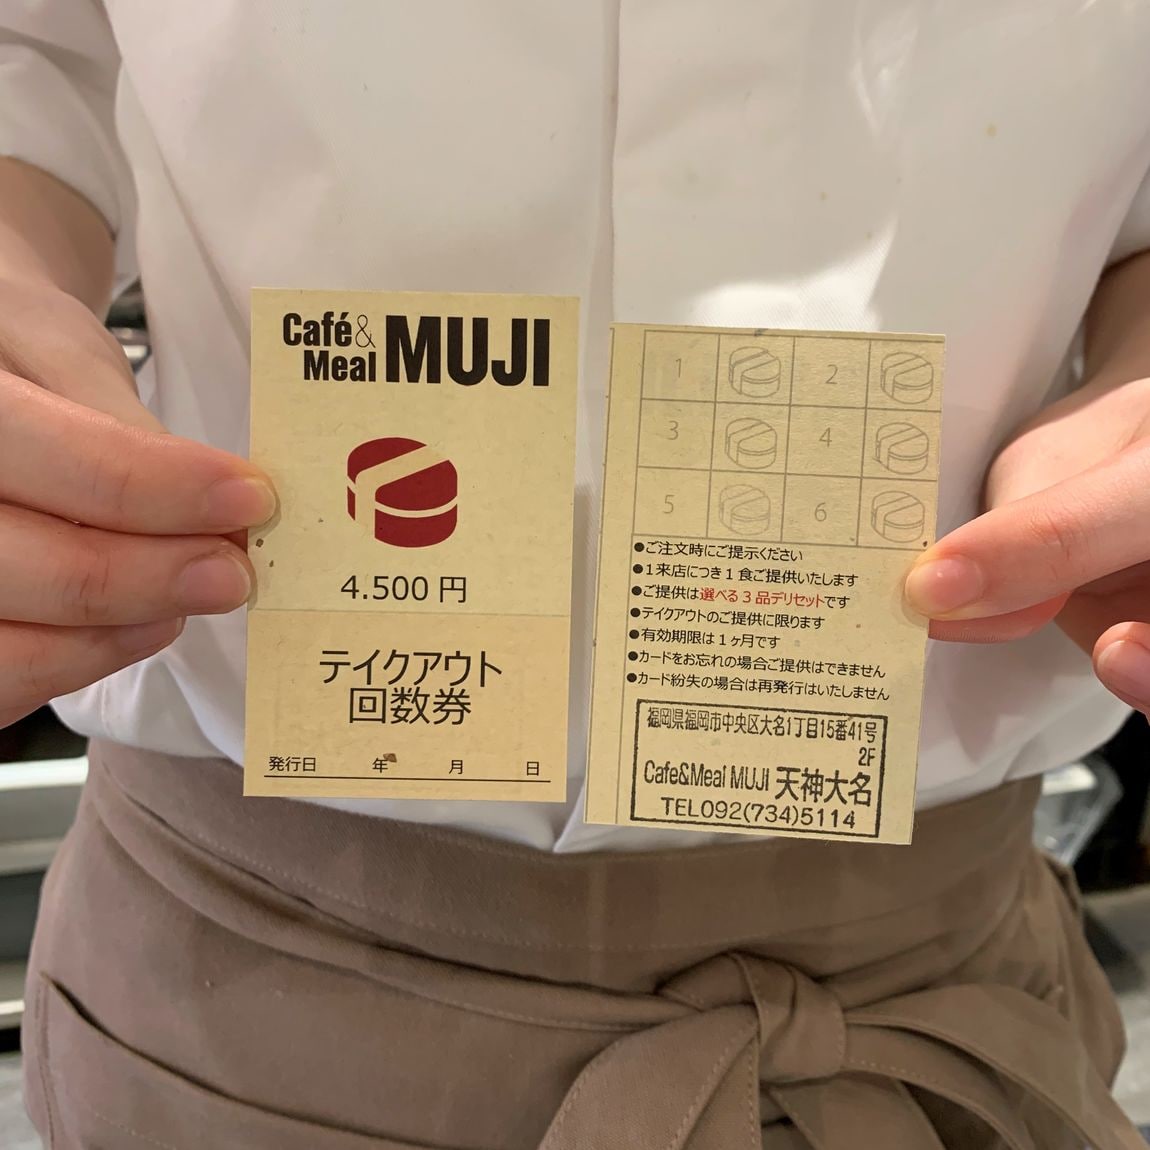 Café&
Meal MUJI
4.500 円
テイクアウト
回数券
発行日 年 月 日
1 2
3 4
5 6
●ご注文時にご提示ください
●1来店につき1食ご提供いたします
●ご提供は選べる3品デリセットです
●テイクアウトのご提供に限ります
●有効期限は1ヶ月です
●カードをお忘れの場合ご提供はできません
●カード紛失の場合は再発行はいたしません
福岡県福岡市中央区大名1丁目15番41号
2F
Cafe&Meal MUJI 天神大名
TEL092(734)5114